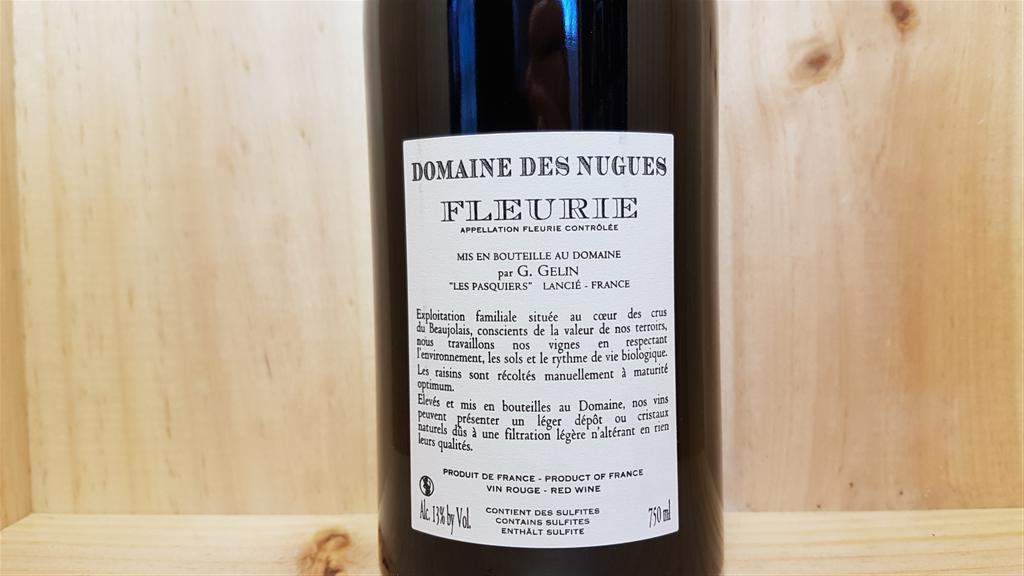 DOMAINE DES NUGUES
FLEURIE
APPELLATION FLEURIE CONTRÔLÉE
MIS EN BOUTEILLE AU DOMAINE
par G. GELIN
"LES PASQUIERS" LANCIÉ - FRANCE
Exploitation familiale située au cœur des crus
du Beaujolais, conscients de la valeur de nos terroirs,
nous travaillons nos vignes en respectant
l'environnement, les sols et le rythme de vie biologique.
Les raisins sont récoltés manuellement à maturité
optimum.
Elevés et mis en bouteilles au Domaine, nos vins
peuvent présenter un léger dépôt ou cristaux
naturels dûs à une filtration légère n'altérant en rien
leurs qualités.
PRODUIT DE FRANCE - PRODUCT OF FRANCE
VIN ROUGE - RED WINE
Alc. 13% by Vol.
CONTIENT DES SULFITES
CONTAINS SULFITES
ENTHÄLT SULFITE
750 ml